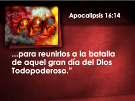 Apocalipsis 16:14
...para reunirlos a la batalla
de aquel gran día del Dios
Todopoderoso."